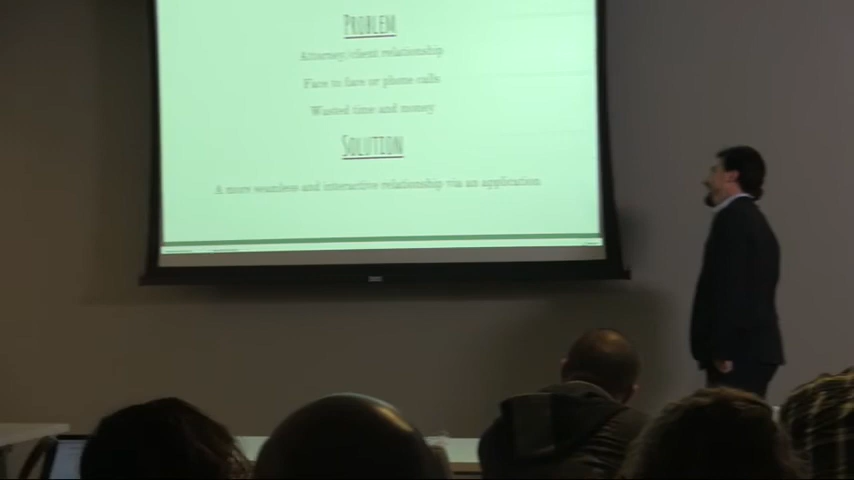 PROBLEM
Attorney/client relationship
Face to face or phone calls
Wasted time and money
SOLUTION
A more seamless and interactive relationship via an application